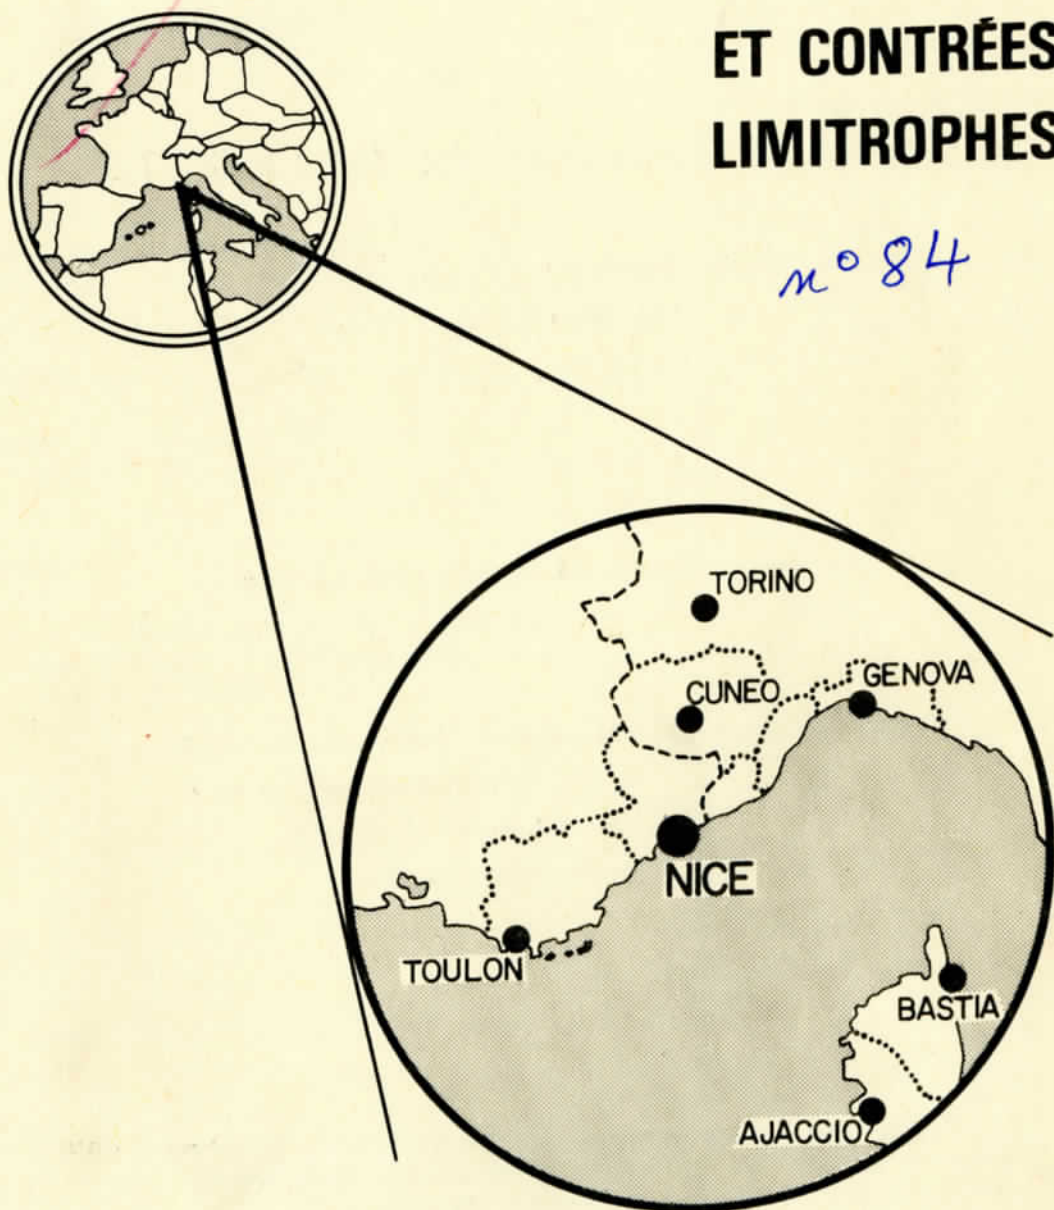 ET CONTRÉES
LIMITROPHES
n° 84
TORINO
CUNEO
GENOVA
NICE
TOULON
BASTIA
AJACCIO